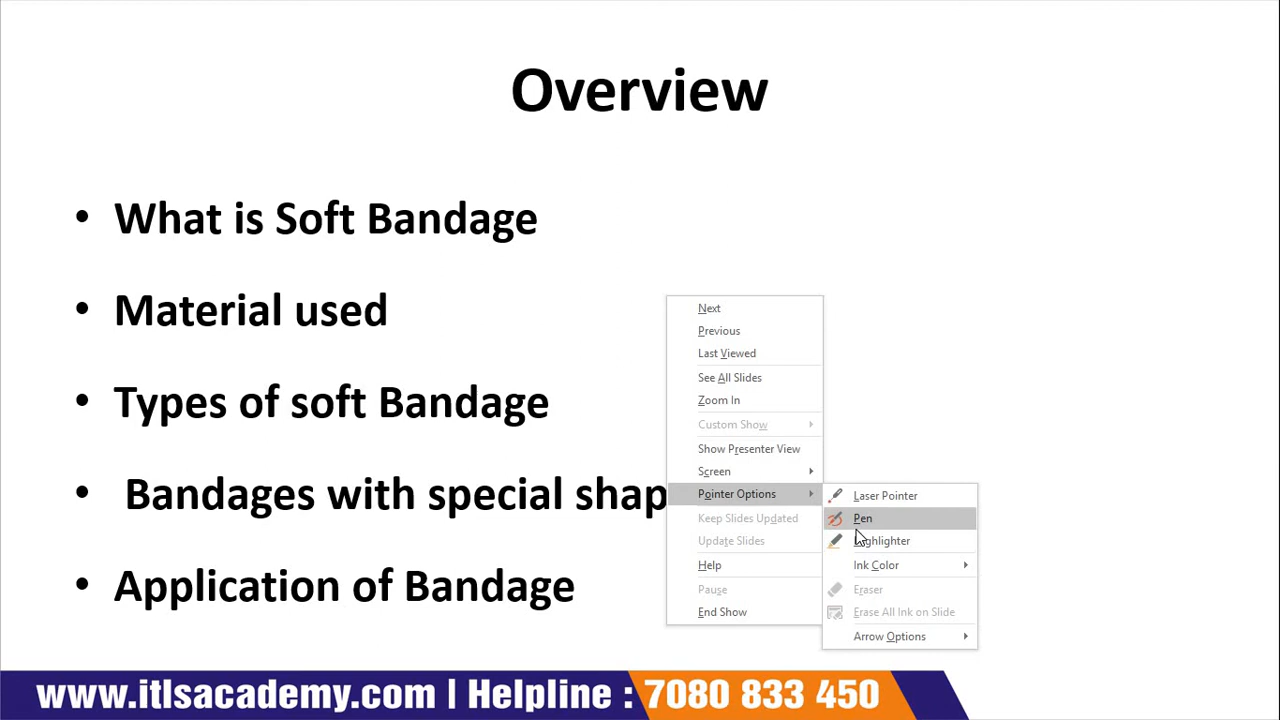 Overview
• What is Soft Bandage
• Material used
• Types of soft Bandage
• Bandages with special shap
• Application of Bandage
Next
Previous
Last Viewed
See All Slides
Zoom In
Custom Show
Show Presenter View
Screen
Pointer Options
Keep Slides Updated
Update Slides
Help
Pause
End Show
Laser Pointer
Pen
Highlighter
Ink Color
Eraser
Erase All Ink on Slide
Arrow Options
www.itlsacademy.com | Helpline : 7080 833 450